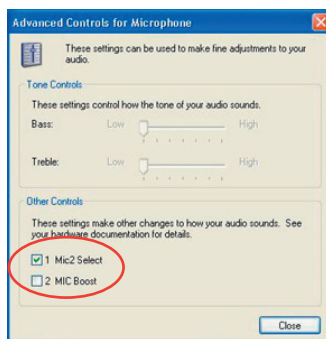 Advanced Controls for Microphone
These settings can be used to make fine adjustments to your
audio.
Tone Controls
These settings control how the tone of your audio sounds.
Bass: Low High
Treble: Low High
Other Controls
These settings make other changes to how your audio sounds. See
your hardware documentation for details.
1 Mic2 Select
2 MIC Boost
Close